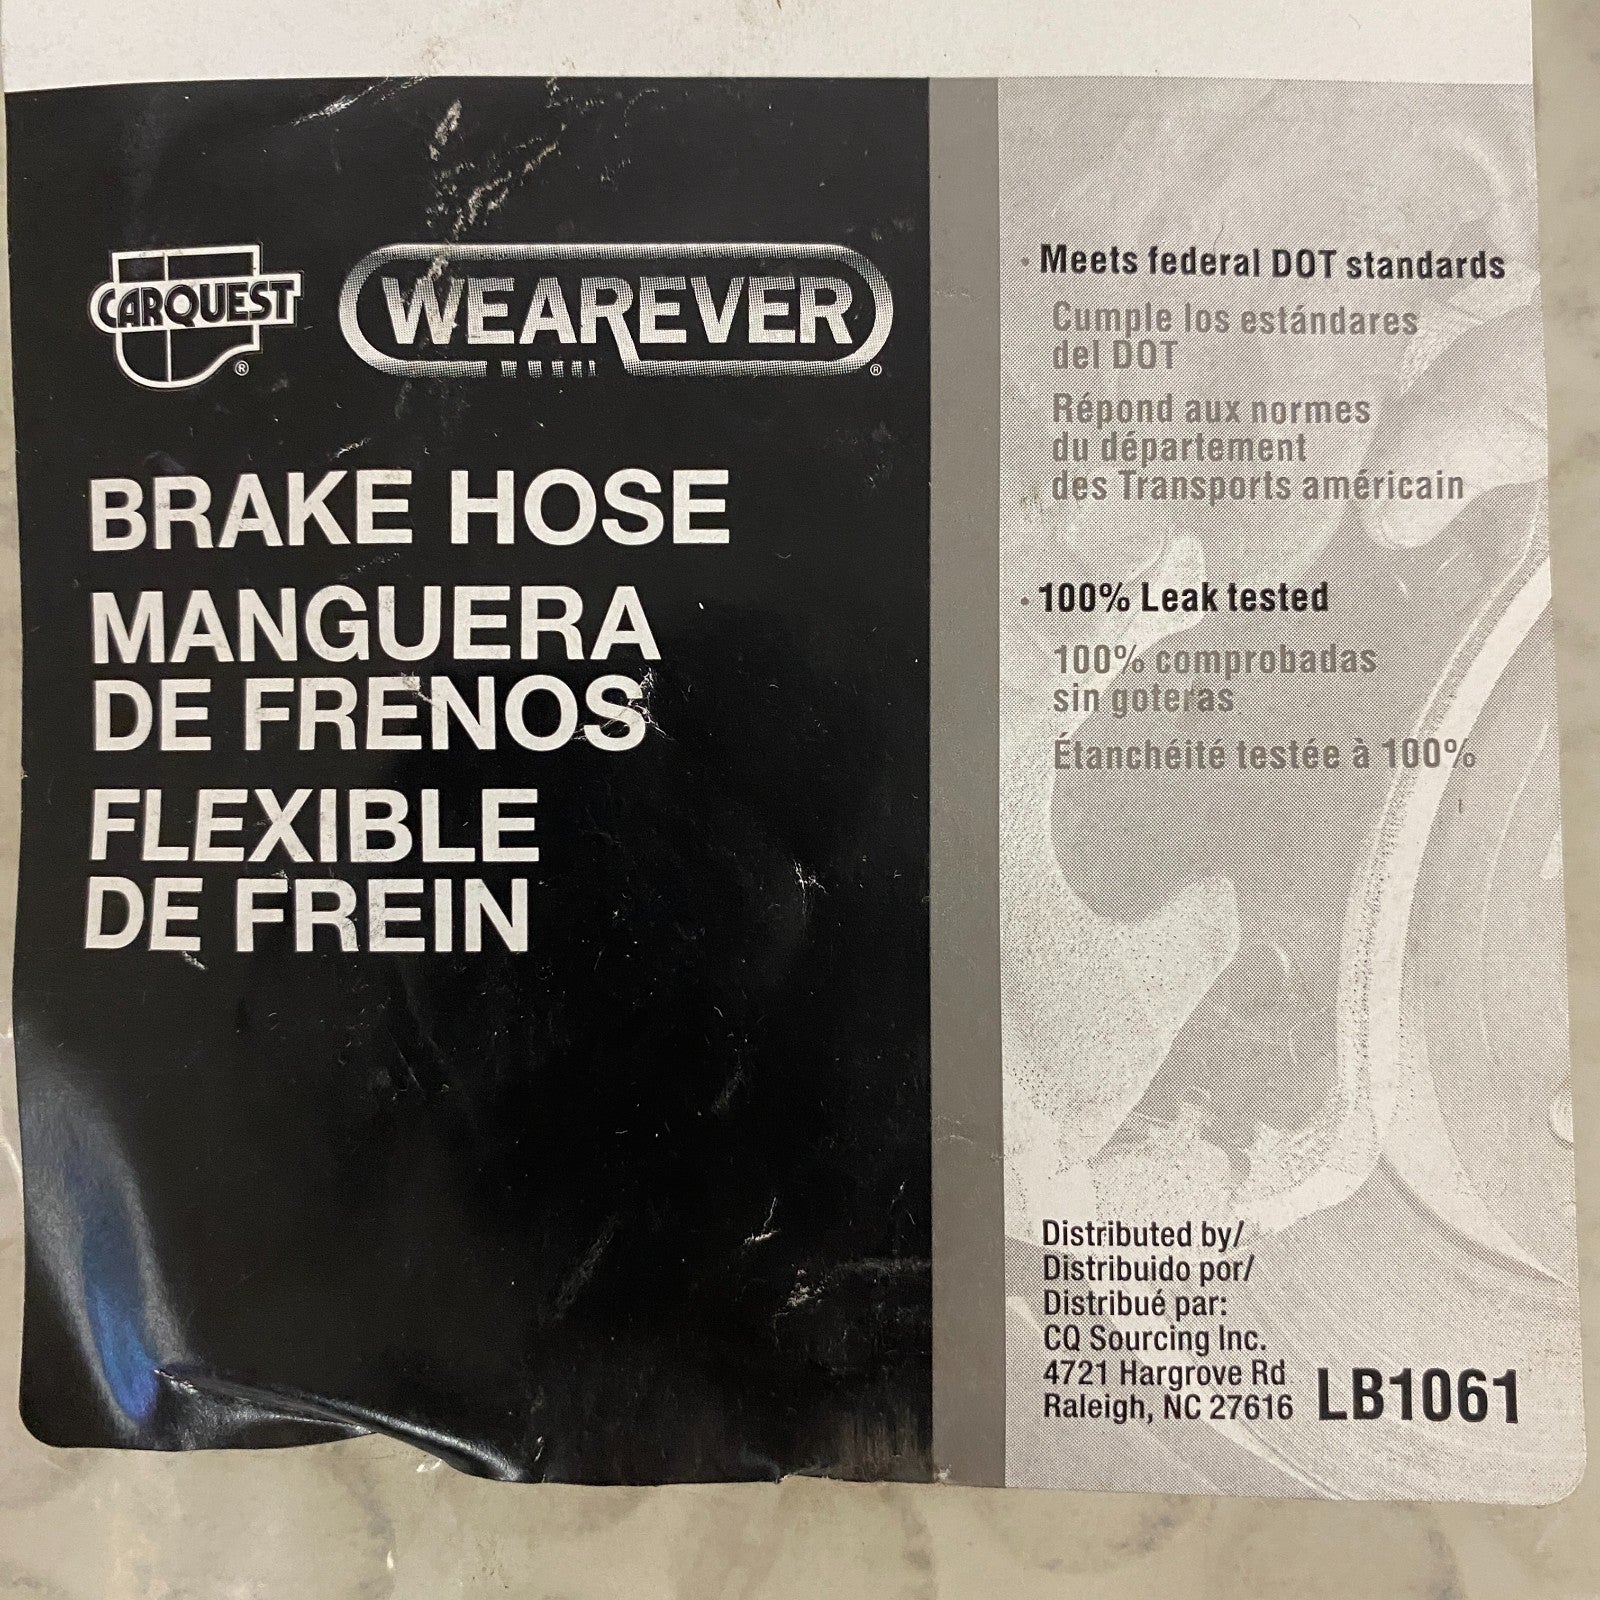 CARQUEST ®
WEAREVER ®
BRAKE HOSE
MANGUERA
DE FRENOS
FLEXIBLE
DE FREIN
· Meets federal DOT standards
Cumple los estándares
del DOT
Répond aux normes
du département
des Transports américain
· 100% Leak tested
100% comprobadas
sin goteras
Étanchéité testée à 100%
Distributed by/
Distribuido por/
Distribué par:
CQ Sourcing Inc.
4721 Hargrove Rd
Raleigh, NC 27616
LB1061